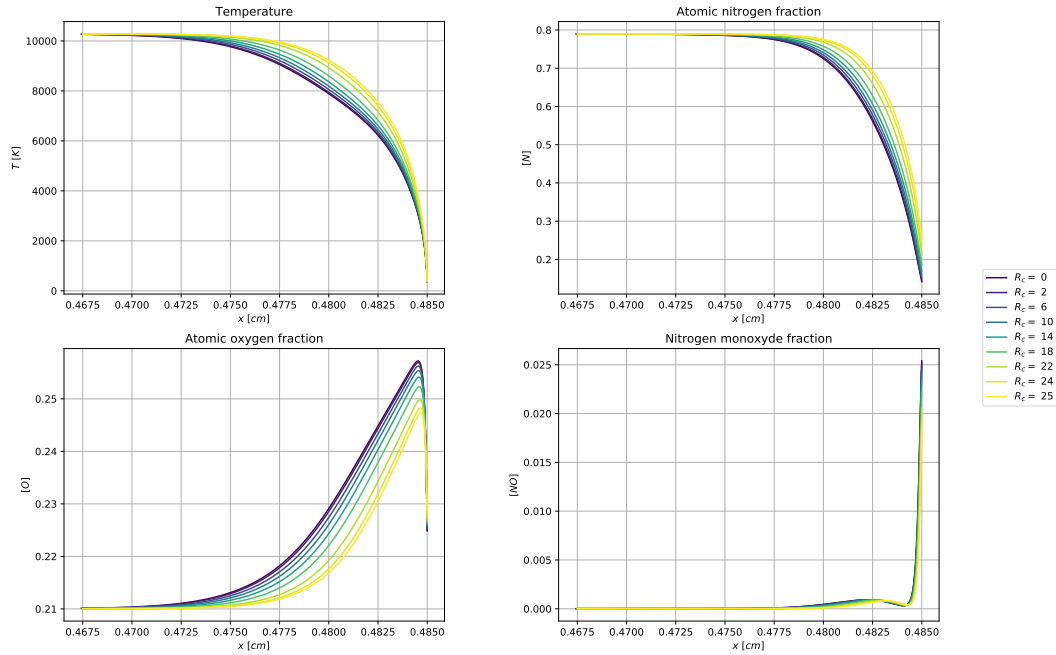 Temperature
T [K]
10000
8000
6000
4000
2000
0
0.4675 0.4700 0.4725 0.4750 0.4775 0.4800 0.4825 0.4850
x [cm]
Atomic nitrogen fraction
[N]
0.8
0.7
0.6
0.5
0.4
0.3
0.2
0.4675 0.4700 0.4725 0.4750 0.4775 0.4800 0.4825 0.4850
x [cm]
Atomic oxygen fraction
[O]
0.25
0.24
0.23
0.22
0.21
0.4675 0.4700 0.4725 0.4750 0.4775 0.4800 0.4825 0.4850
x [cm]
Nitrogen monoxyde fraction
[NO]
0.025
0.020
0.015
0.010
0.005
0.000
0.4675 0.4700 0.4725 0.4750 0.4775 0.4800 0.4825 0.4850
x [cm]
R_c = 0
R_c = 2
R_c = 6
R_c = 10
R_c = 14
R_c = 18
R_c = 22
R_c = 24
R_c = 25